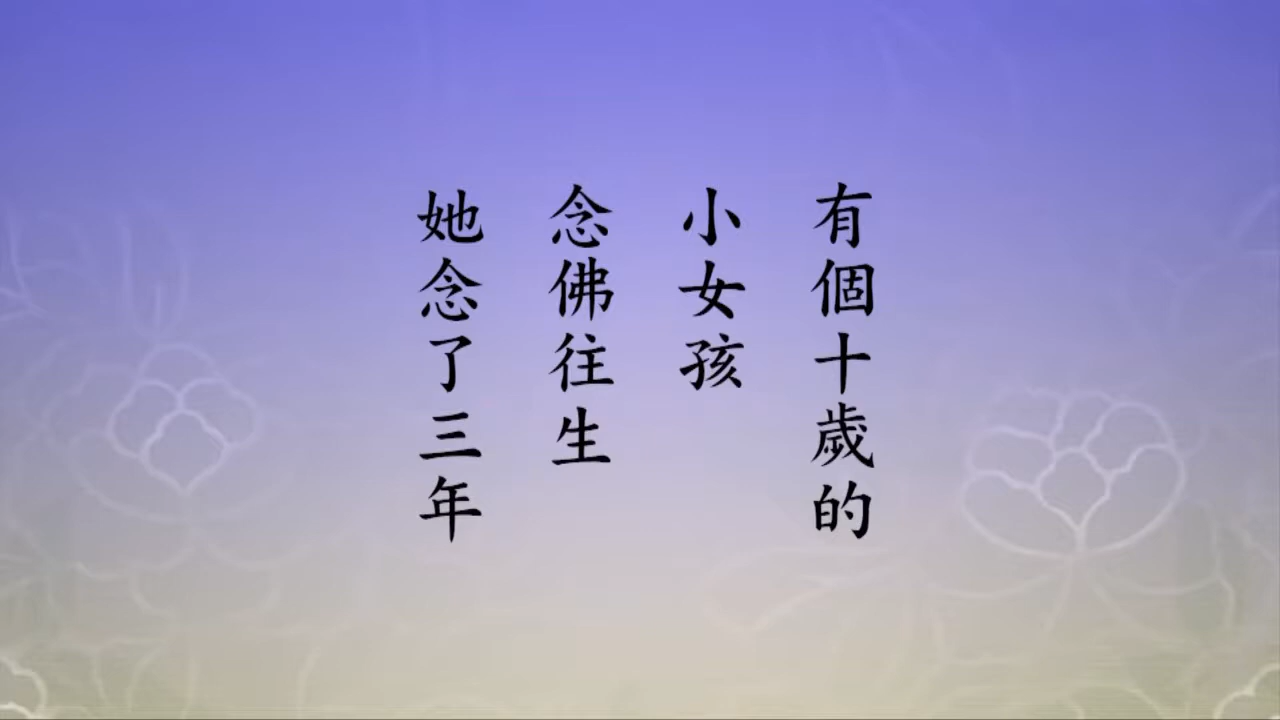 有個十歲的
小女孩
念佛往生
她念了三年